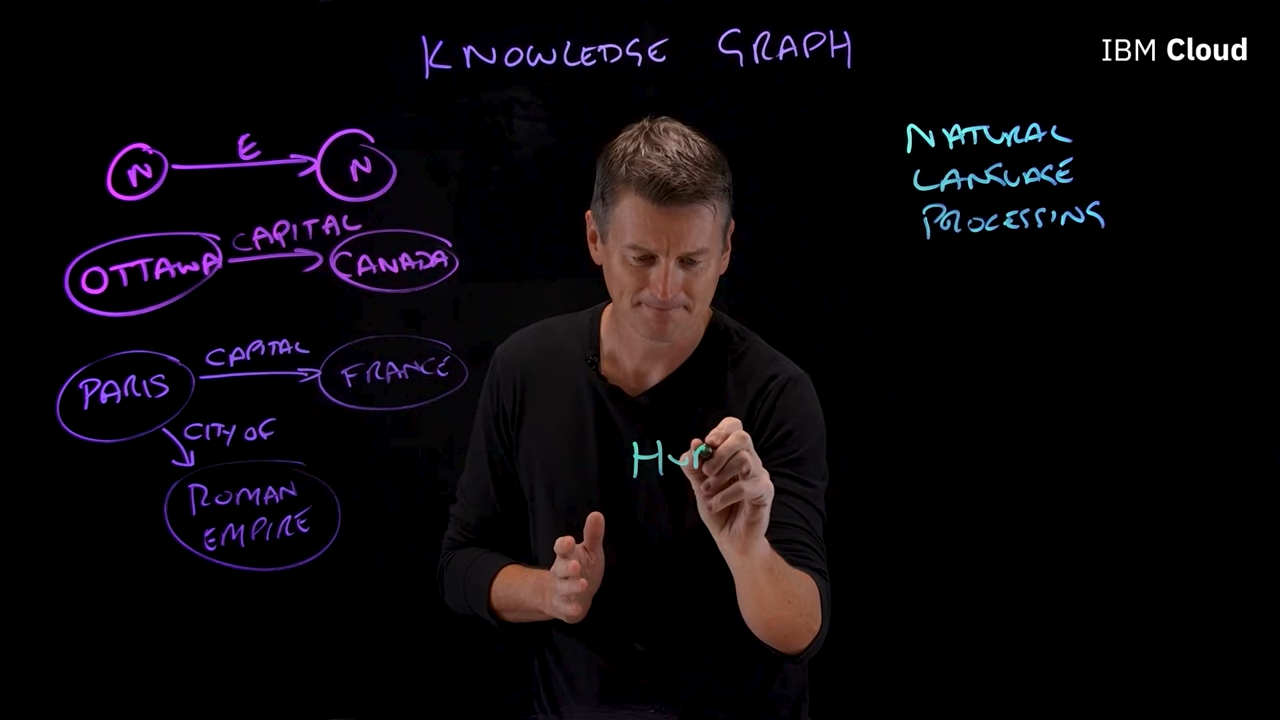 KNOWLEDGE GRAPH
IBM Cloud
N E N
OTTAWA CAPITAL CANADA
PARIS CAPITAL FRANCE
CITY OF
ROMAN
EMPIRE
NATURAL
LANGUAGE
PROCESSING